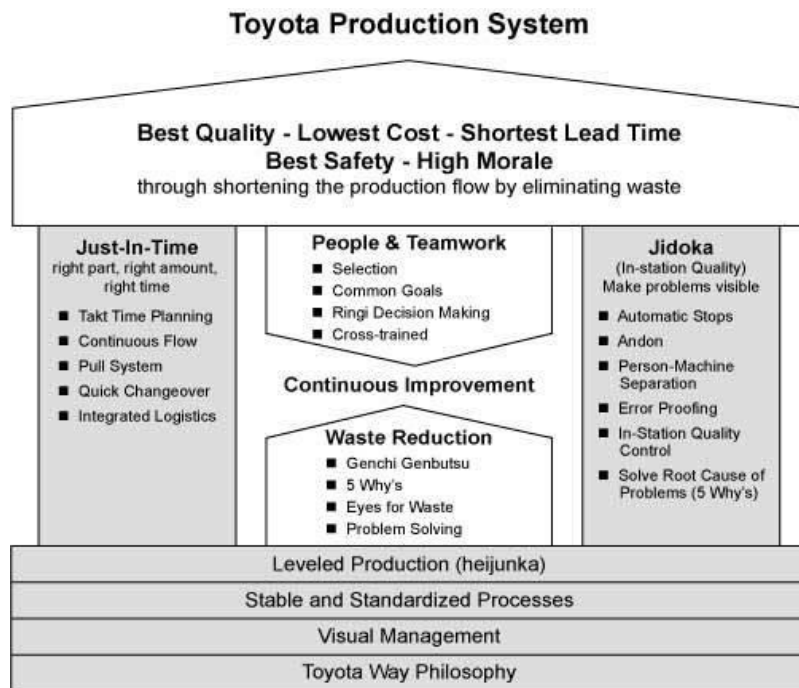 Toyota Production System
Best Quality - Lowest Cost - Shortest Lead Time
Best Safety - High Morale
through shortening the production flow by eliminating waste
Just-In-Time
right part, right amount,
right time
■ Takt Time Planning
■ Continuous Flow
■ Pull System
■ Quick Changeover
■ Integrated Logistics
People & Teamwork
■ Selection
■ Common Goals
■ Ringi Decision Making
■ Cross-trained
Continuous Improvement
Waste Reduction
■ Genchi Genbutsu
■ 5 Why's
■ Eyes for Waste
■ Problem Solving
Jidoka
(In-station Quality)
Make problems visible
■ Automatic Stops
■ Andon
■ Person-Machine
Separation
■ Error Proofing
■ In-Station Quality
Control
■ Solve Root Cause of
Problems (5 Why's)
Leveled Production (heijunka)
Stable and Standardized Processes
Visual Management
Toyota Way Philosophy